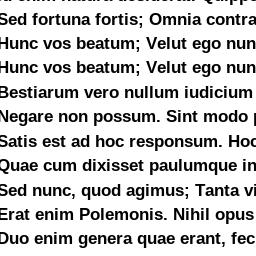 Sed fortuna fortis; Omnia contra
Hunc vos beatum; Velut ego nun
Hunc vos beatum; Velut ego nun
Bestiarum vero nullum iudicium
Negare non possum. Sint modo p
Satis est ad hoc responsum. Hoc
Quae cum dixisset paulumque in
Sed nunc, quod agimus; Tanta vi
Erat enim Polemonis. Nihil opus
Duo enim genera quae erant, fec